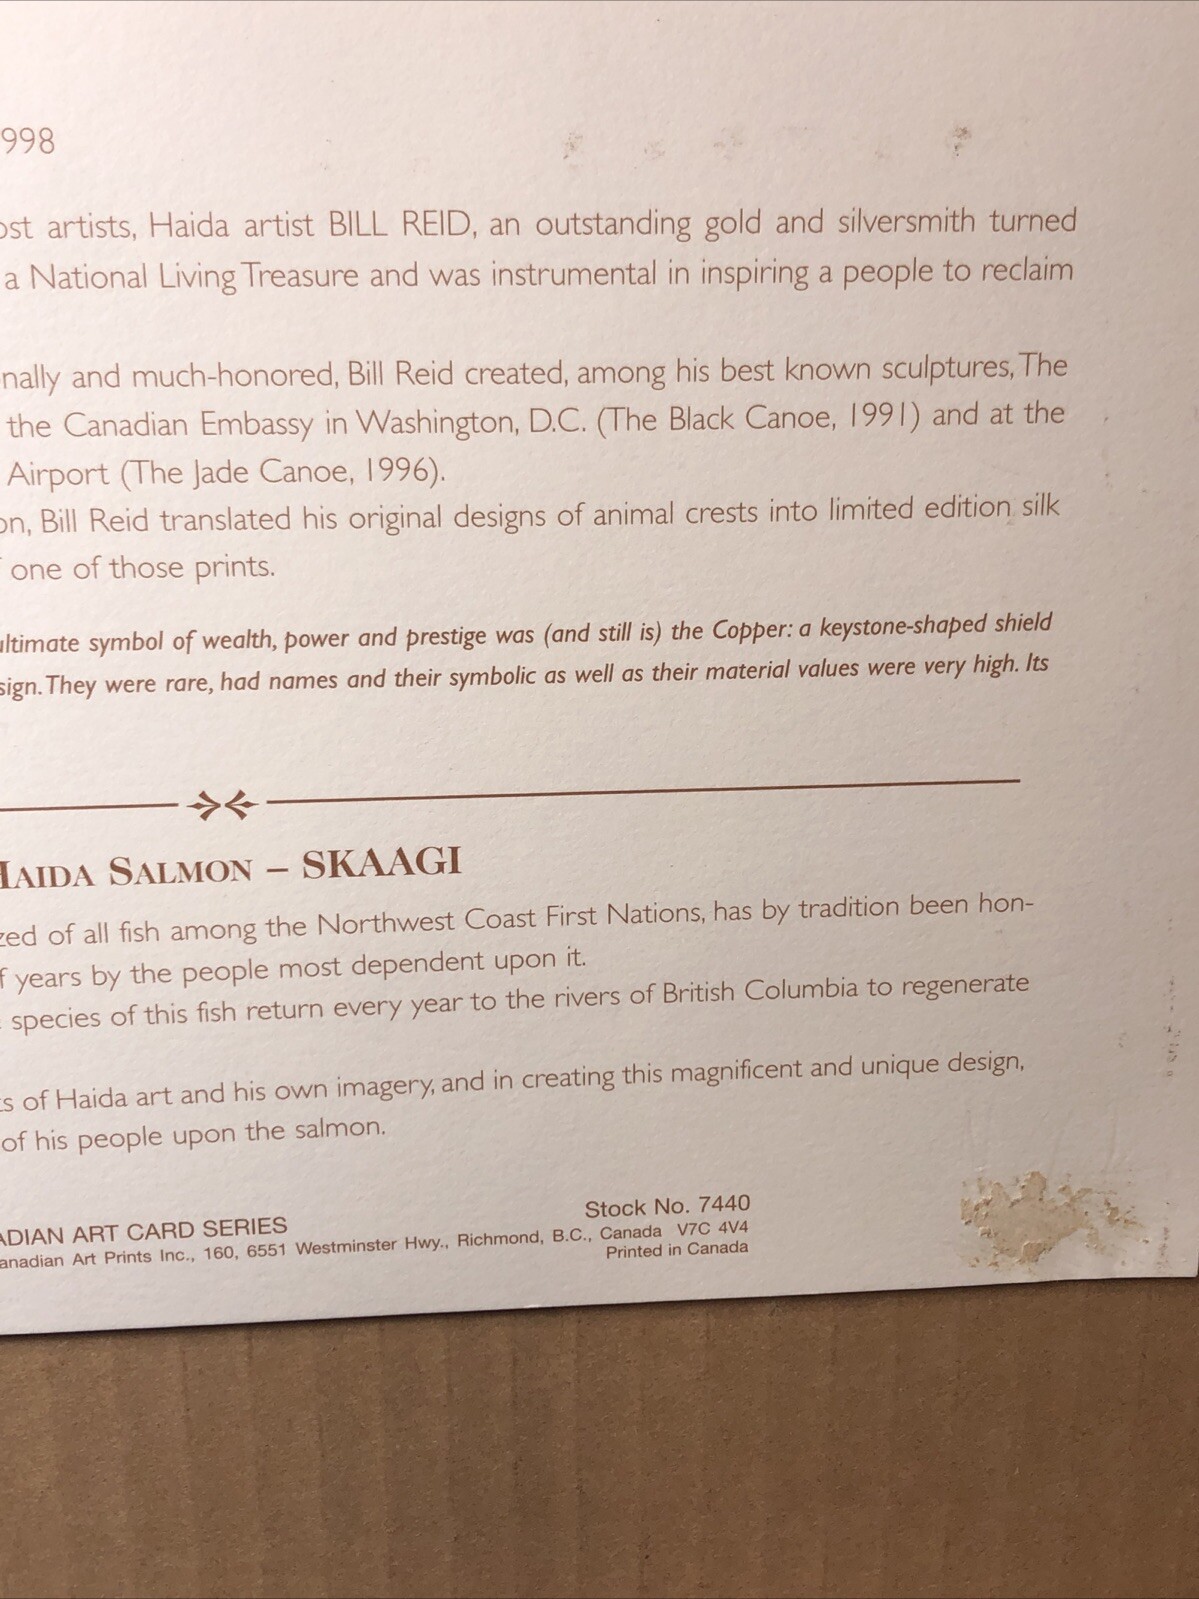 998
artists, Haida artist BILL REID, an outstanding gold and silversmith turned
a National Living Treasure and was instrumental in inspiring a people to reclaim
nally and much-honored, Bill Reid created, among his best known sculptures, The
the Canadian Embassy in Washington, D.C. (The Black Canoe, 1991) and at the
Airport (The Jade Canoe, 1996).
on, Bill Reid translated his original designs of animal crests into limited edition silk
one of those prints.
ultimate symbol of wealth, power and prestige was (and still is) the Copper: a keystone-shaped shield
sign. They were rare, had names and their symbolic as well as their material values were very high. Its
HAIDA SALMON – SKAAGI
zed of all fish among the Northwest Coast First Nations, has by tradition been hon-
f years by the people most dependent upon it.
species of this fish return every year to the rivers of British Columbia to regenerate
ts of Haida art and his own imagery, and in creating this magnificent and unique design,
of his people upon the salmon.
ADIAN ART CARD SERIES
Stock No. 7440
anadian Art Prints Inc., 160, 6551 Westminster Hwy., Richmond, B.C., Canada V7C 4V4
Printed in Canada